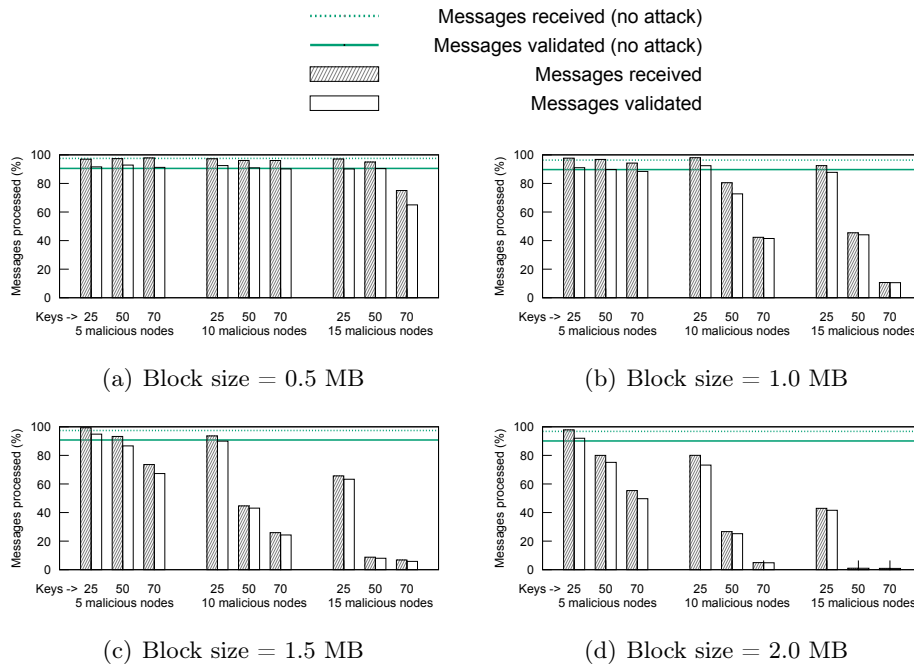 Messages received (no attack)
Messages validated (no attack)
Messages received
Messages validated
Messages processed (%)
100
80
60
40
20
0
Keys -> 25 50 70 25 50 70 25 50 70
5 malicious nodes 10 malicious nodes 15 malicious nodes
(a) Block size = 0.5 MB
Messages processed (%)
100
80
60
40
20
0
Keys -> 25 50 70 25 50 70 25 50 70
5 malicious nodes 10 malicious nodes 15 malicious nodes
(b) Block size = 1.0 MB
Messages processed (%)
100
80
60
40
20
0
Keys -> 25 50 70 25 50 70 25 50 70
5 malicious nodes 10 malicious nodes 15 malicious nodes
(c) Block size = 1.5 MB
Messages processed (%)
100
80
60
40
20
0
Keys -> 25 50 70 25 50 70 25 50 70
5 malicious nodes 10 malicious nodes 15 malicious nodes
(d) Block size = 2.0 MB